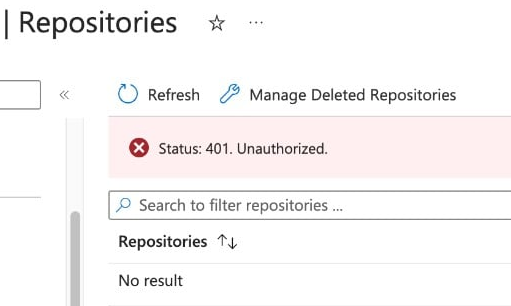 | Repositories ☆ ···
«
Refresh Manage Deleted Repositories
Status: 401. Unauthorized.
Search to filter repositories ...
Repositories ↑↓
No result